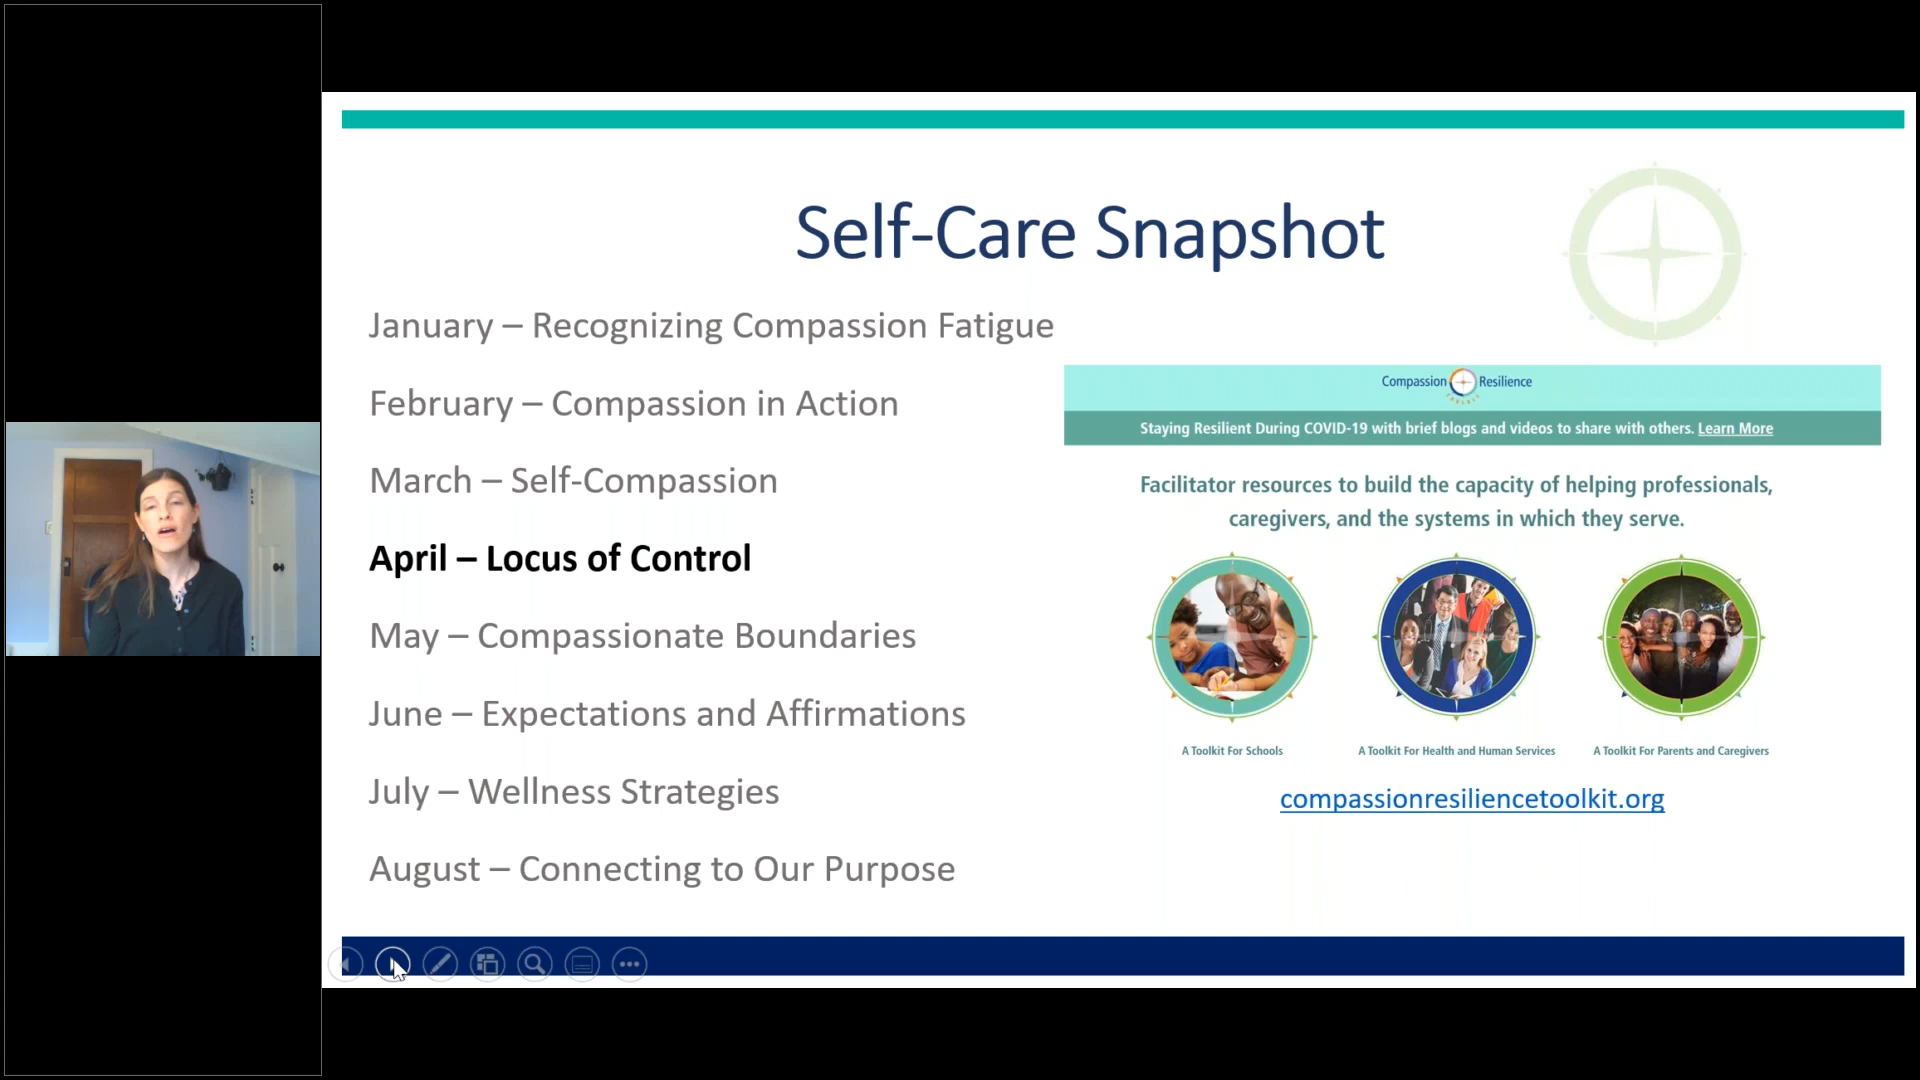 Self-Care Snapshot
January – Recognizing Compassion Fatigue
February – Compassion in Action
March – Self-Compassion
April – Locus of Control
May – Compassionate Boundaries
June – Expectations and Affirmations
July – Wellness Strategies
August – Connecting to Our Purpose
Compassion Resilience
TOOLKIT
Staying Resilient During COVID-19 with brief blogs and videos to share with others. Learn More
Facilitator resources to build the capacity of helping professionals,
caregivers, and the systems in which they serve.
A Toolkit For Schools
A Toolkit For Health and Human Services
A Toolkit For Parents and Caregivers
compassionresiliencetoolkit.org